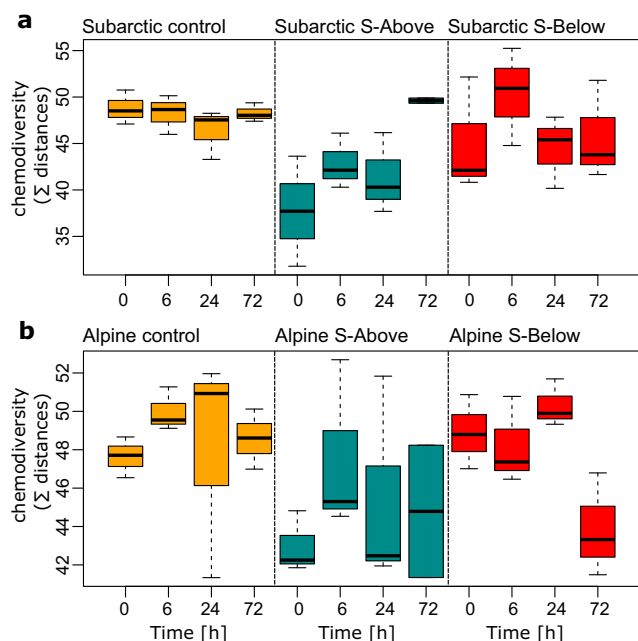 a
Subarctic control Subarctic S-Above Subarctic S-Below
chemodiversity
(Σ distances)
55
50
45
40
35
0 6 24 72 0 6 24 72 0 6 24 72
b
Alpine control Alpine S-Above Alpine S-Below
chemodiversity
(Σ distances)
52
50
48
46
44
42
0 6 24 72 0 6 24 72 0 6 24 72
Time [h] Time [h] Time [h]